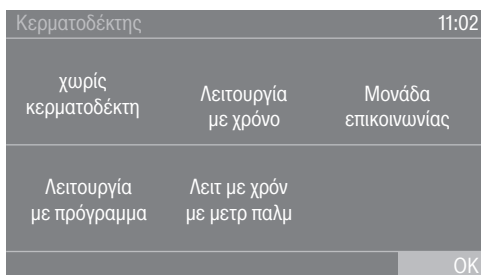 Κερματοδέκτης 11:02
χωρίς
κερματοδέκτη
Λειτουργία
με χρόνο
Μονάδα
επικοινωνίας
Λειτουργία
με πρόγραμμα
Λειτ με χρόν
με μετρ παλμ
OK